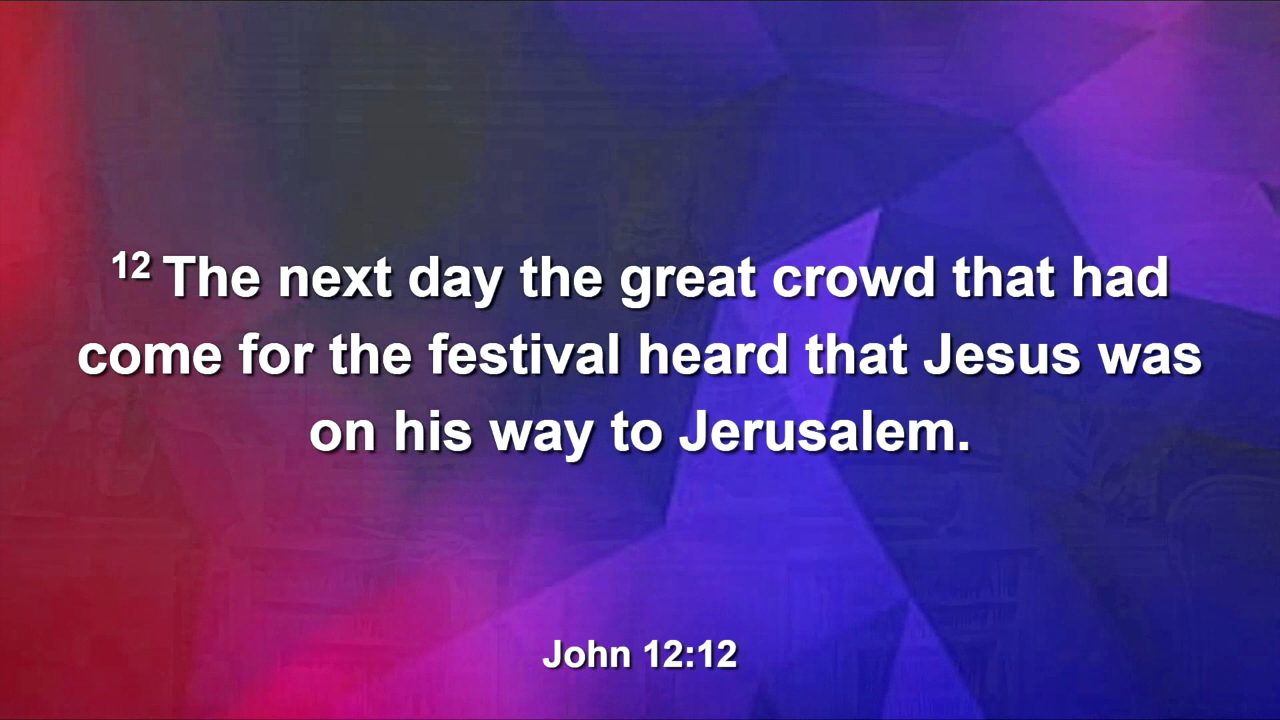 12 The next day the great crowd that had
come for the festival heard that Jesus was
on his way to Jerusalem.
John 12:12